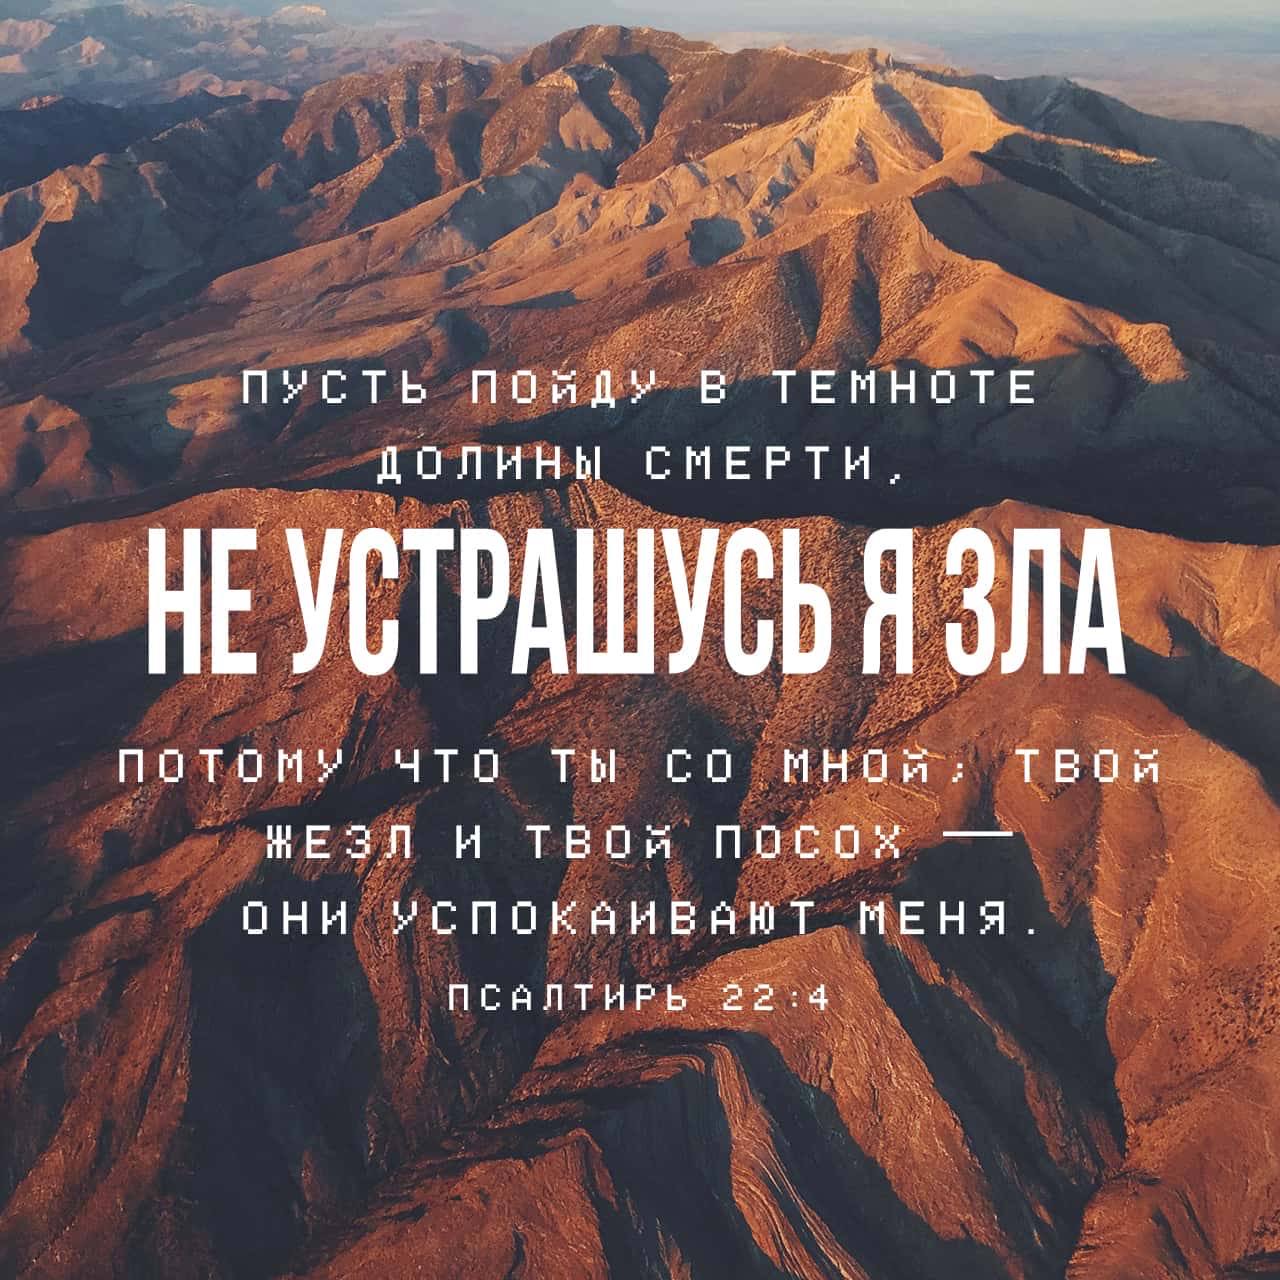 ПУСТЬ ПОЙДУ В ТЕМНОТЕ
ДОЛИНЫ СМЕРТИ,
НЕ УСТРАШУСЬ Я ЗЛА
ПОТОМУ ЧТО ТЫ СО МНОЙ; ТВОЙ
ЖЕЗЛ И ТВОЙ ПОСОХ —
ОНИ УСПОКАИВАЮТ МЕНЯ.
ПСАЛТИРЬ 22:4